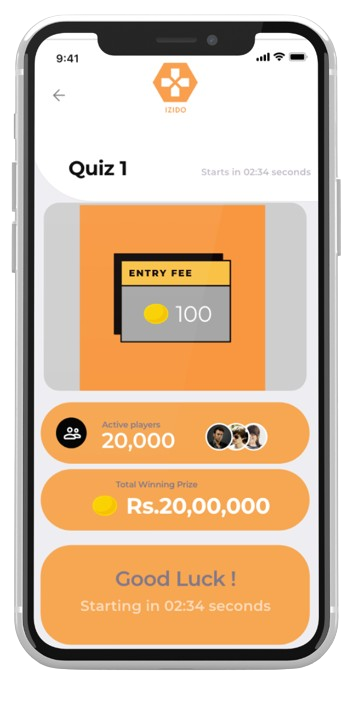 9:41
IZIDO
Quiz 1
Starts in 02:34 seconds
ENTRY FEE
100
Active players
20,000
Total Winning Prize
Rs.20,00,000
Good Luck !
Starting in 02:34 seconds